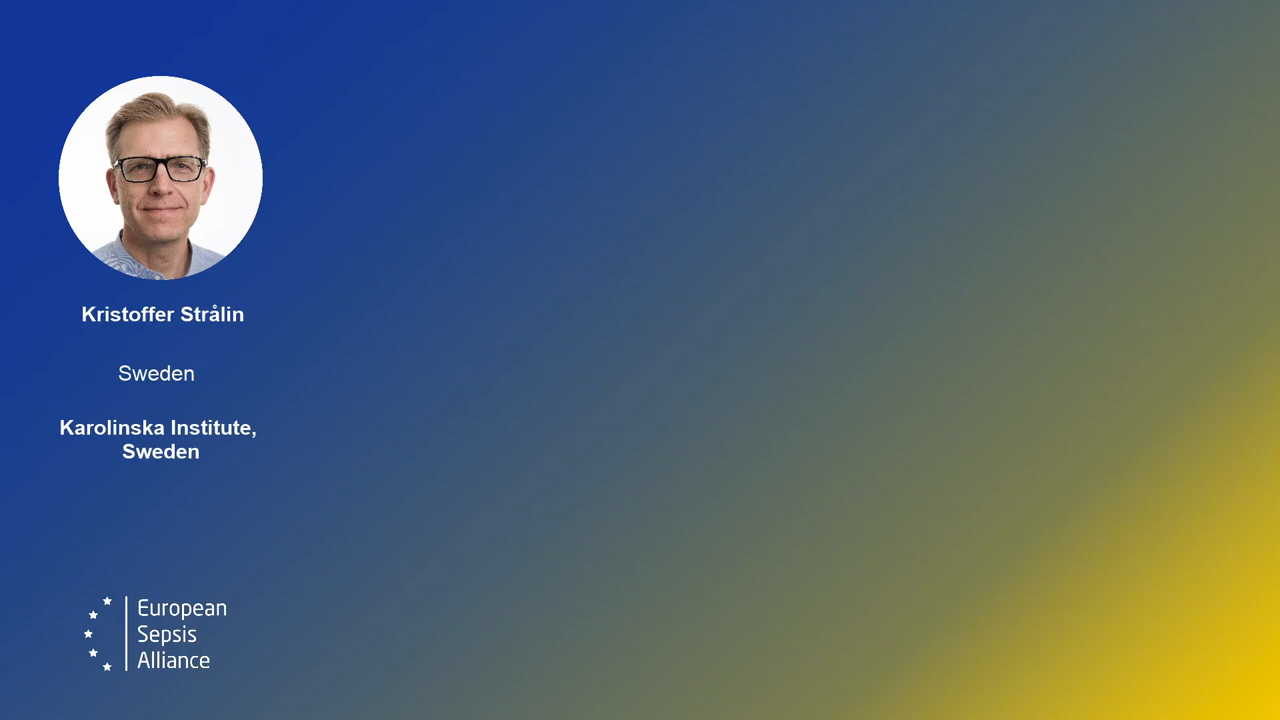 Kristoffer Strålin
Sweden
Karolinska Institute,
Sweden
European
Sepsis
Alliance